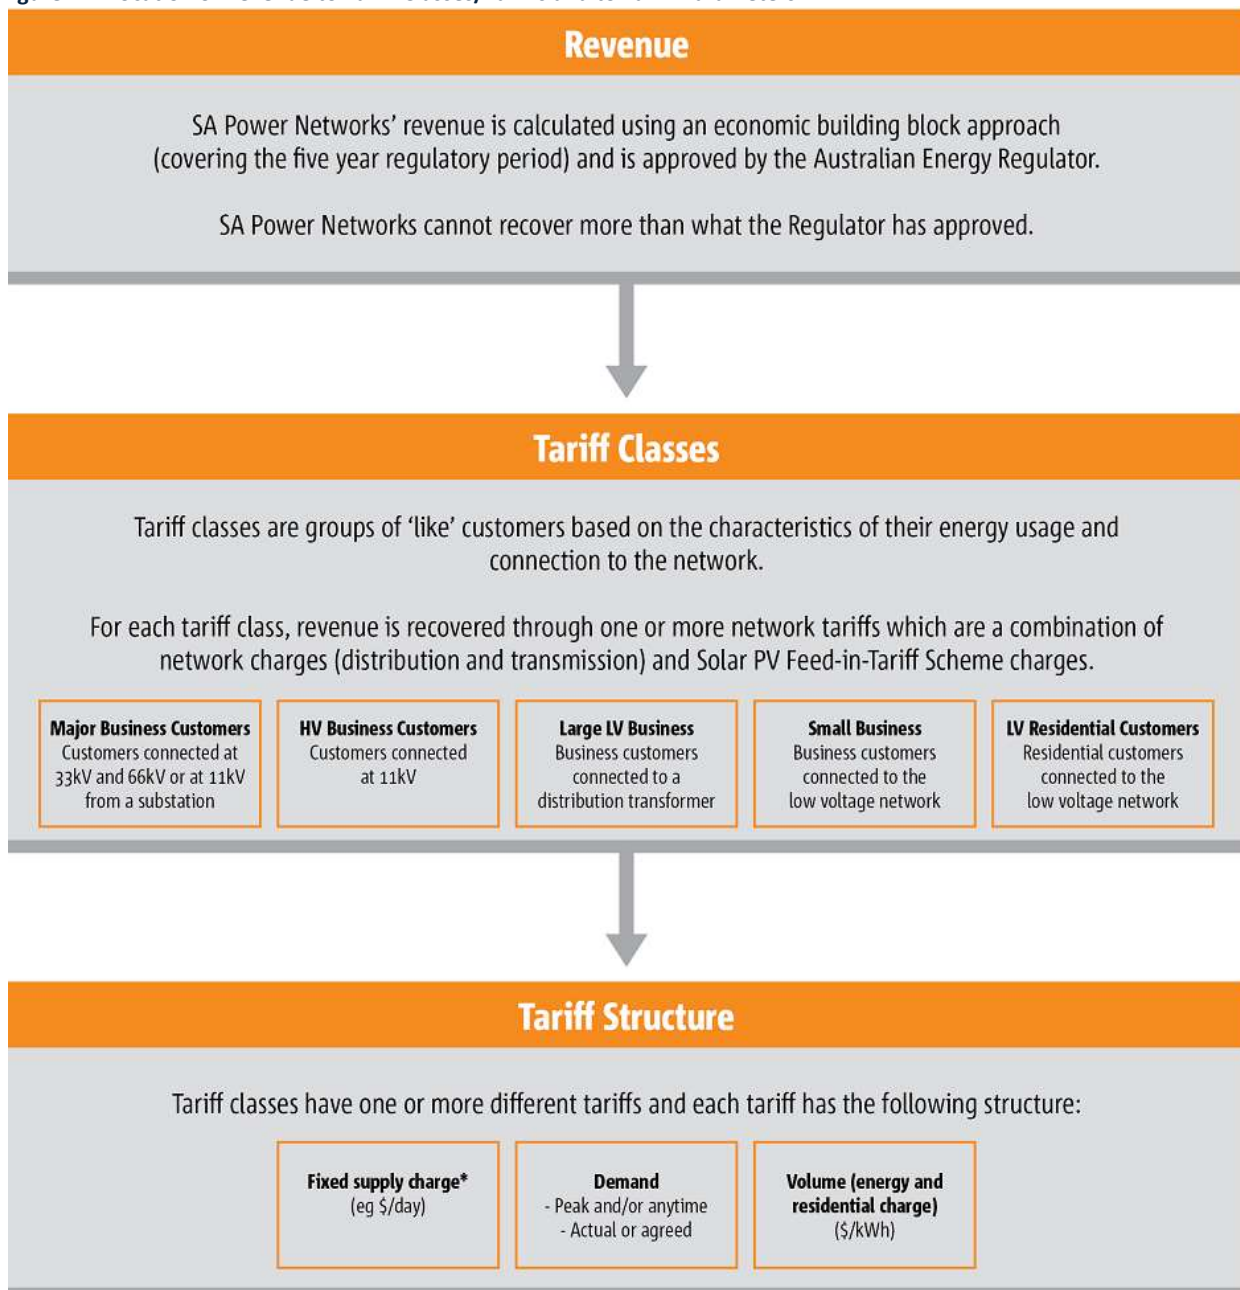 Revenue
SA Power Networks’ revenue is calculated using an economic building block approach
(covering the five year regulatory period) and is approved by the Australian Energy Regulator.
SA Power Networks cannot recover more than what the Regulator has approved.
Tariff Classes
Tariff classes are groups of ‘like’ customers based on the characteristics of their energy usage and
connection to the network.
For each tariff class, revenue is recovered through one or more network tariffs which are a combination of
network charges (distribution and transmission) and Solar PV Feed-in-Tariff Scheme charges.
Major Business Customers
Customers connected at
33kV and 66kV or at 11kV
from a substation
HV Business Customers
Customers connected
at 11kV
Large LV Business
Business customers
connected to a
distribution transformer
Small Business
Business customers
connected to the
low voltage network
LV Residential Customers
Residential customers
connected to the
low voltage network
Tariff Structure
Tariff classes have one or more different tariffs and each tariff has the following structure:
Fixed supply charge*
(eg $/day)
Demand
- Peak and/or anytime
- Actual or agreed
Volume (energy and
residential charge)
($/kWh)